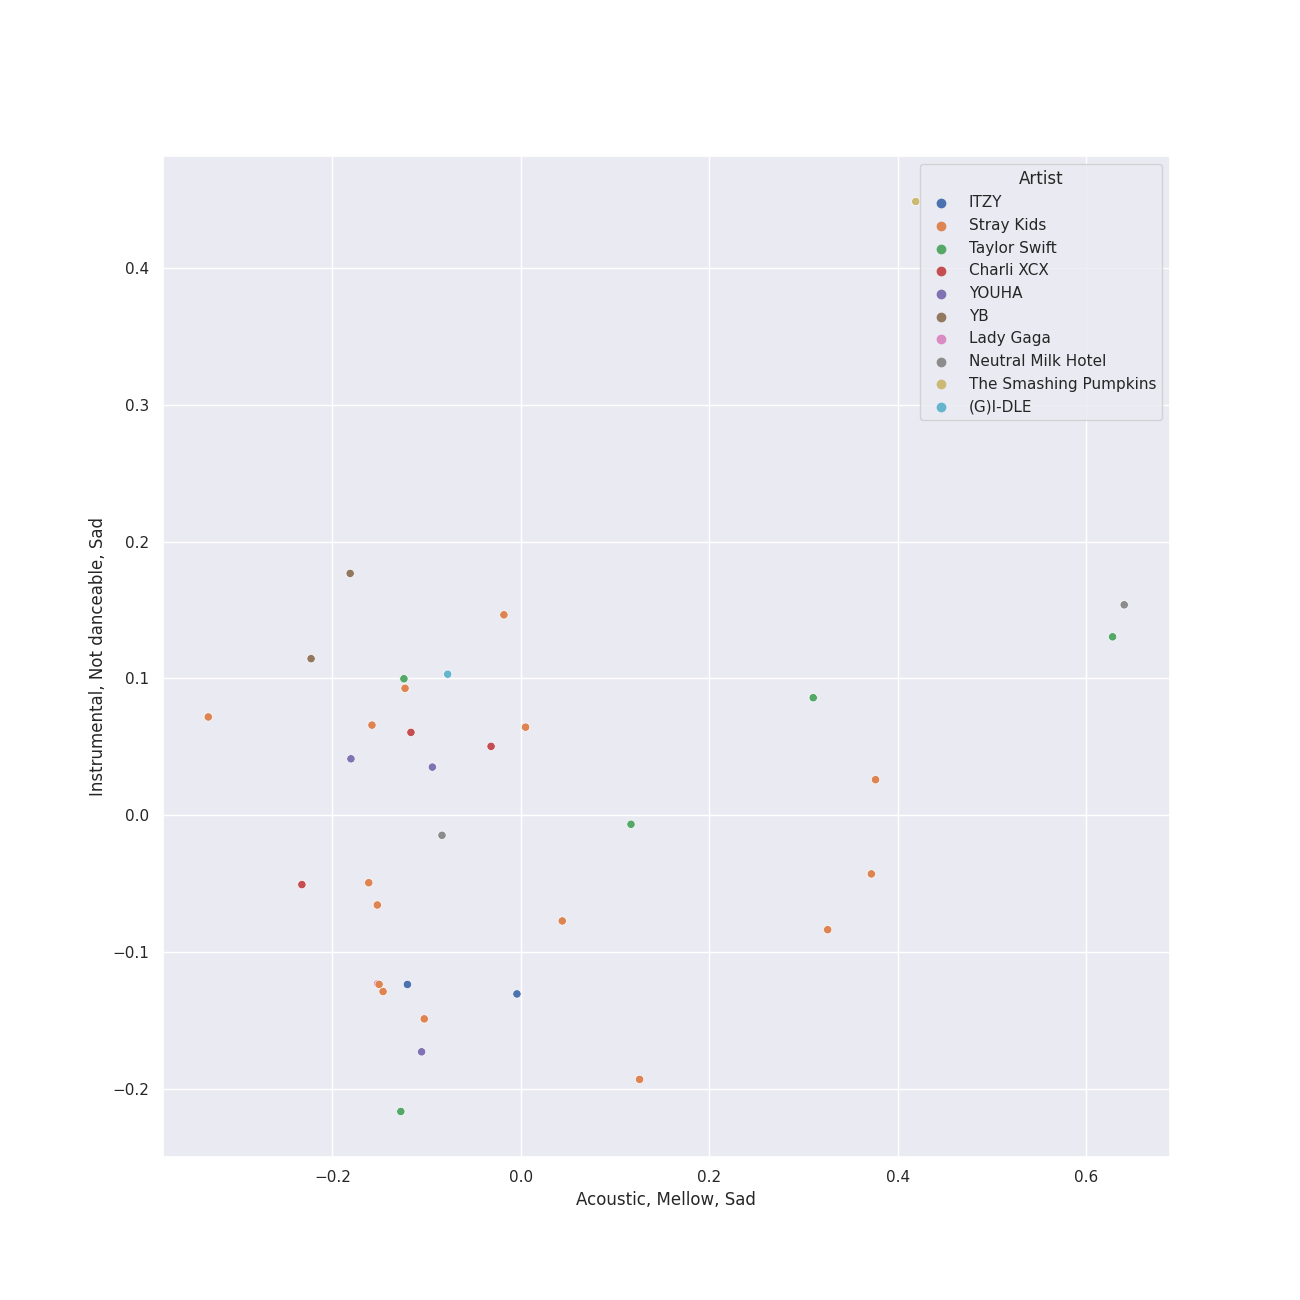 Artist
ITZY
Stray Kids
Taylor Swift
Charli XCX
YOUHA
YB
Lady Gaga
Neutral Milk Hotel
The Smashing Pumpkins
(G)I-DLE
Instrumental, Not danceable, Sad
0.4
0.3
0.2
0.1
0.0
−0.1
−0.2
−0.2 0.0 0.2 0.4 0.6
Acoustic, Mellow, Sad